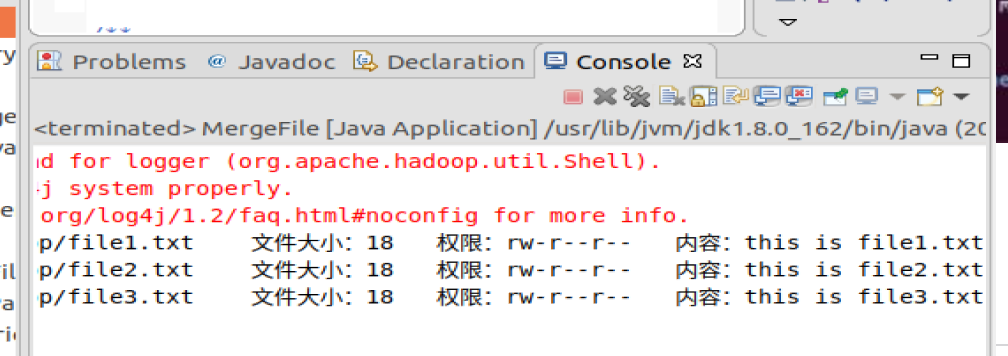 /**
Problems @ Javadoc Declaration Console
<terminated> MergeFile [Java Application] /usr/lib/jvm/jdk1.8.0_162/bin/java (20
nd for logger (org.apache.hadoop.util.Shell).
j system properly.
org/log4j/1.2/faq.html#noconfig for more info.
p/file1.txt 文件大小: 18 权限: rw-r--r-- 内容: this is file1.txt
p/file2.txt 文件大小: 18 权限: rw-r--r-- 内容: this is file2.txt
p/file3.txt 文件大小: 18 权限: rw-r--r-- 内容: this is file3.txt